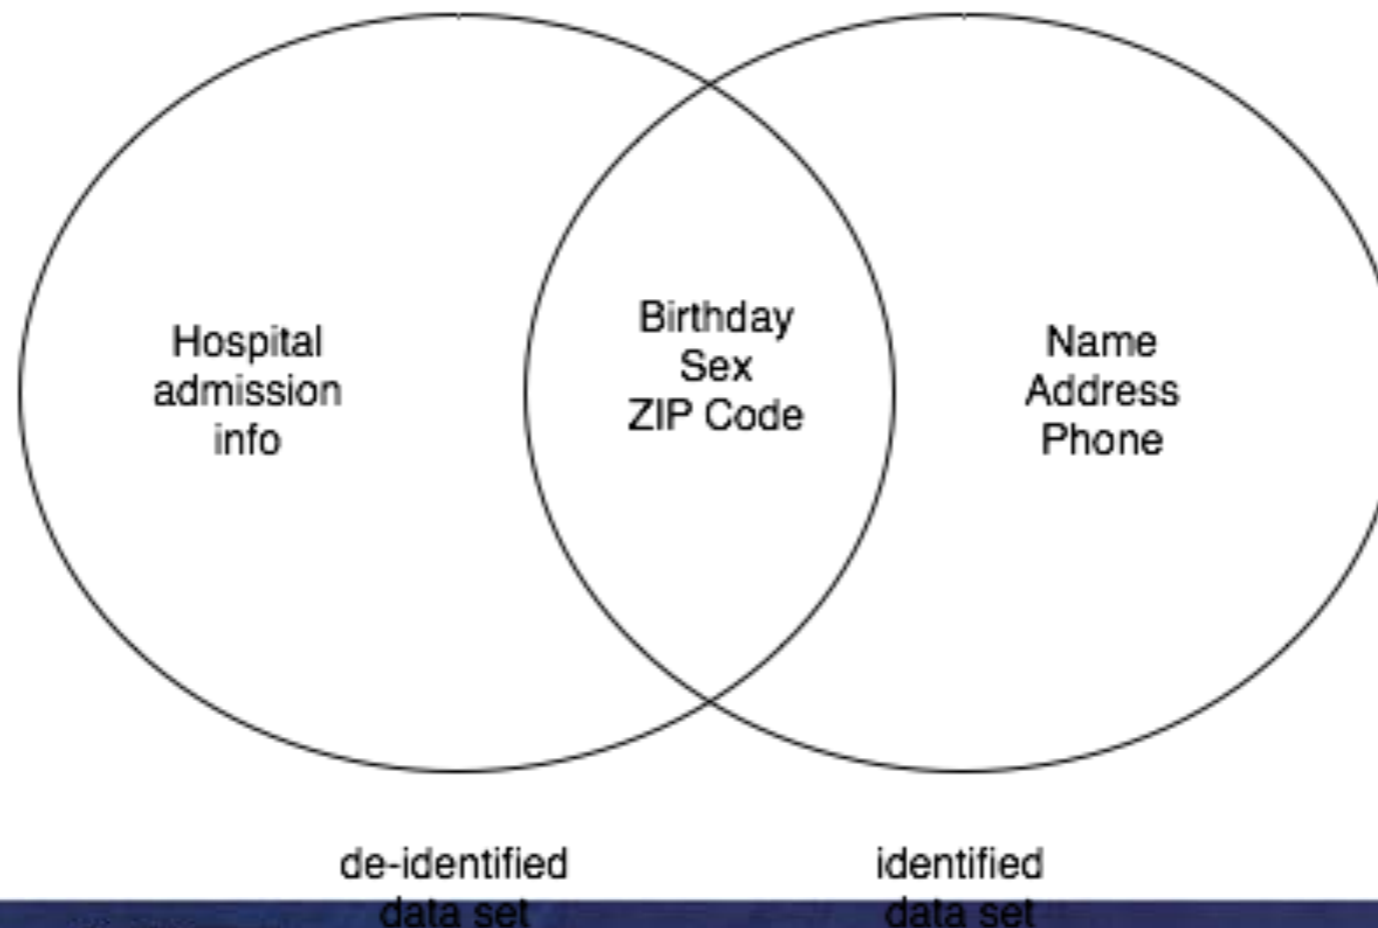 Hospital
admission
info
Birthday
Sex
ZIP Code
Name
Address
Phone
de-identified
data set
identified
data set